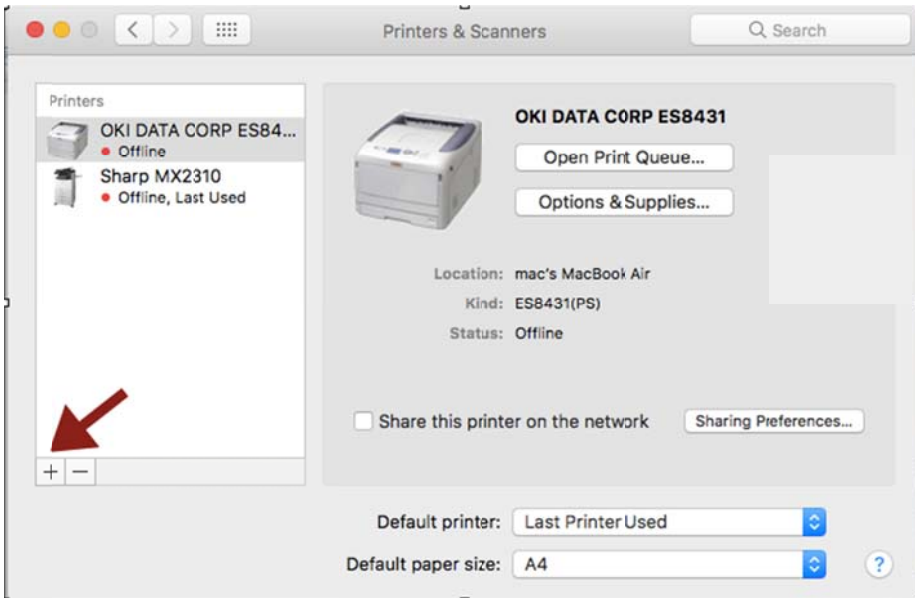 Printers & Scanners
Search
Printers
OKI DATA CORP ES84...
Offline
Sharp MX2310
Offline, Last Used
OKI DATA CORP ES8431
Open Print Queue...
Options & Supplies...
Location: mac's MacBook Air
Kind: ES8431(PS)
Status: Offline
Share this printer on the network
Sharing Preferences...
+ −
Default printer: Last Printer Used
Default paper size: A4
?